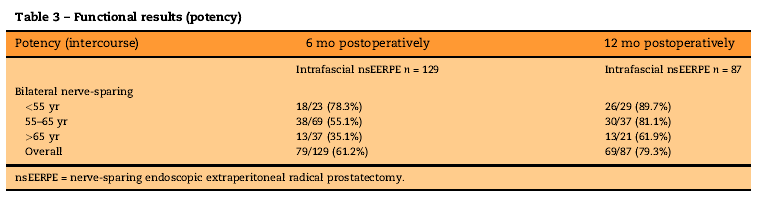 Table 3 – Functional results (potency)
Potency (intercourse) 6 mo postoperatively 12 mo postoperatively
Intrafascial nsEERPE n = 129 Intrafascial nsEERPE n = 87
Bilateral nerve-sparing
<55 yr 18/23 (78.3%) 26/29 (89.7%)
55–65 yr 38/69 (55.1%) 30/37 (81.1%)
>65 yr 13/37 (35.1%) 13/21 (61.9%)
Overall 79/129 (61.2%) 69/87 (79.3%)
nsEERPE = nerve-sparing endoscopic extraperitoneal radical prostatectomy.